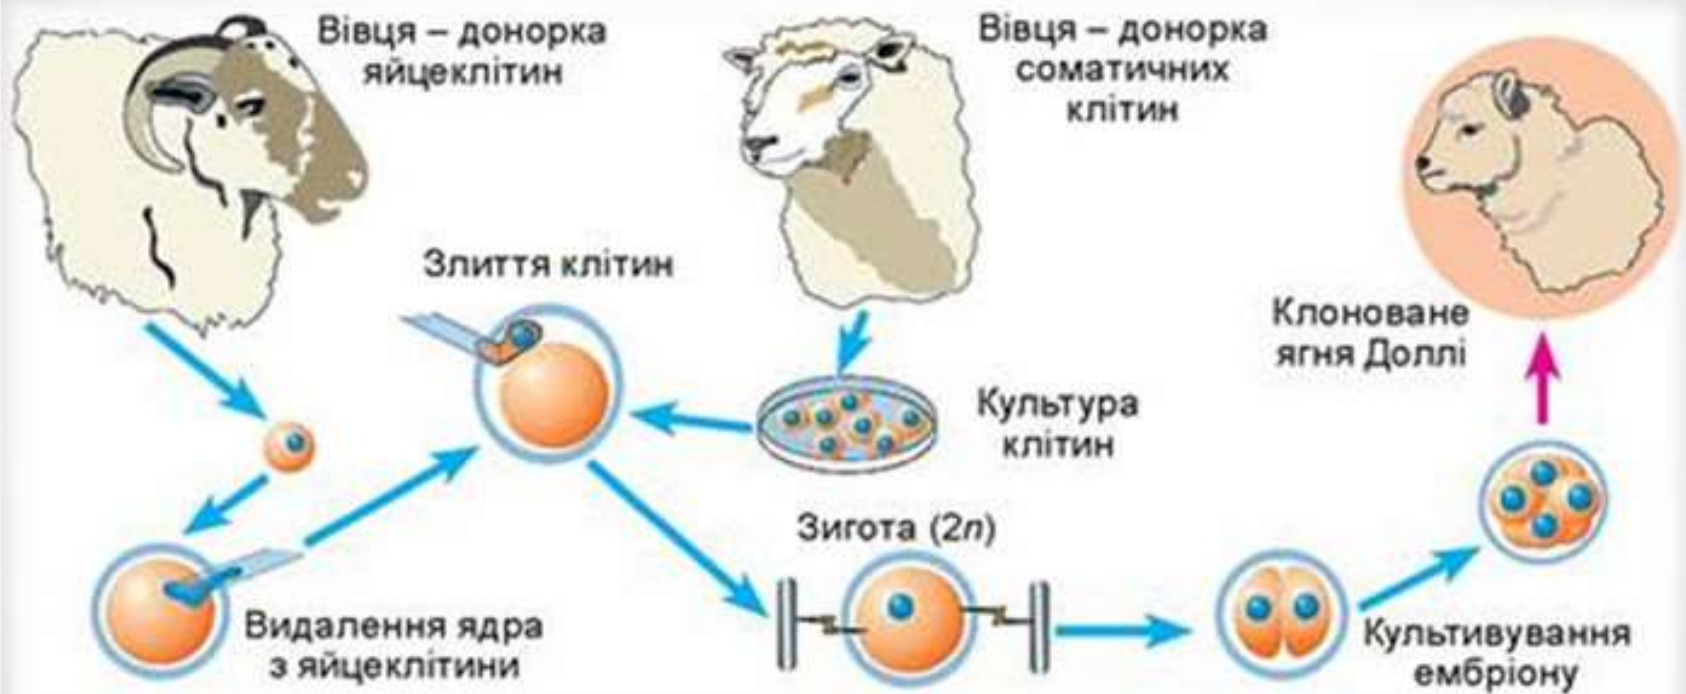 Вівця – донорка
яйцеклітин
Вівця – донорка
соматичних
клітин
Злиття клітин
Клоноване
ягня Доллі
Культура
клітин
Зигота (2n)
Видалення ядра
з яйцеклітини
Культивування
ембріону